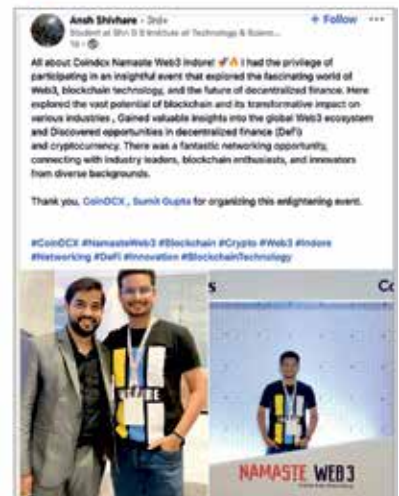 Ansh Shivhare · 3rd+
+ Follow ...
Student at Shri G S Institute of Technology &
1d ·
All about Coindcx Namaste Web3 Indore! 🚀🔥 I had the privilege of
participating in an insightful event that explored the fascinating world of
Web3, blockchain technology, and the future of decentralized finance. Here
explored the vast potential of blockchain and its transformative impact on
various industries , Gained valuable insights into the global Web3 ecosystem
and Discovered opportunities in decentralized finance (DeFi)
and cryptocurrency. There was a fantastic networking opportunity,
connecting with industry leaders, blockchain enthusiasts, and innovators
from diverse backgrounds.
Thank you, CoinDCX , Sumit Gupta for organizing this enlightening event.
#CoinDCX #NamasteWeb3 #Blockchain #Crypto #Web3 #Indore
#Networking #DeFi #Innovation #BlockchainTechnology
s
Co
NAMASTE WEB3